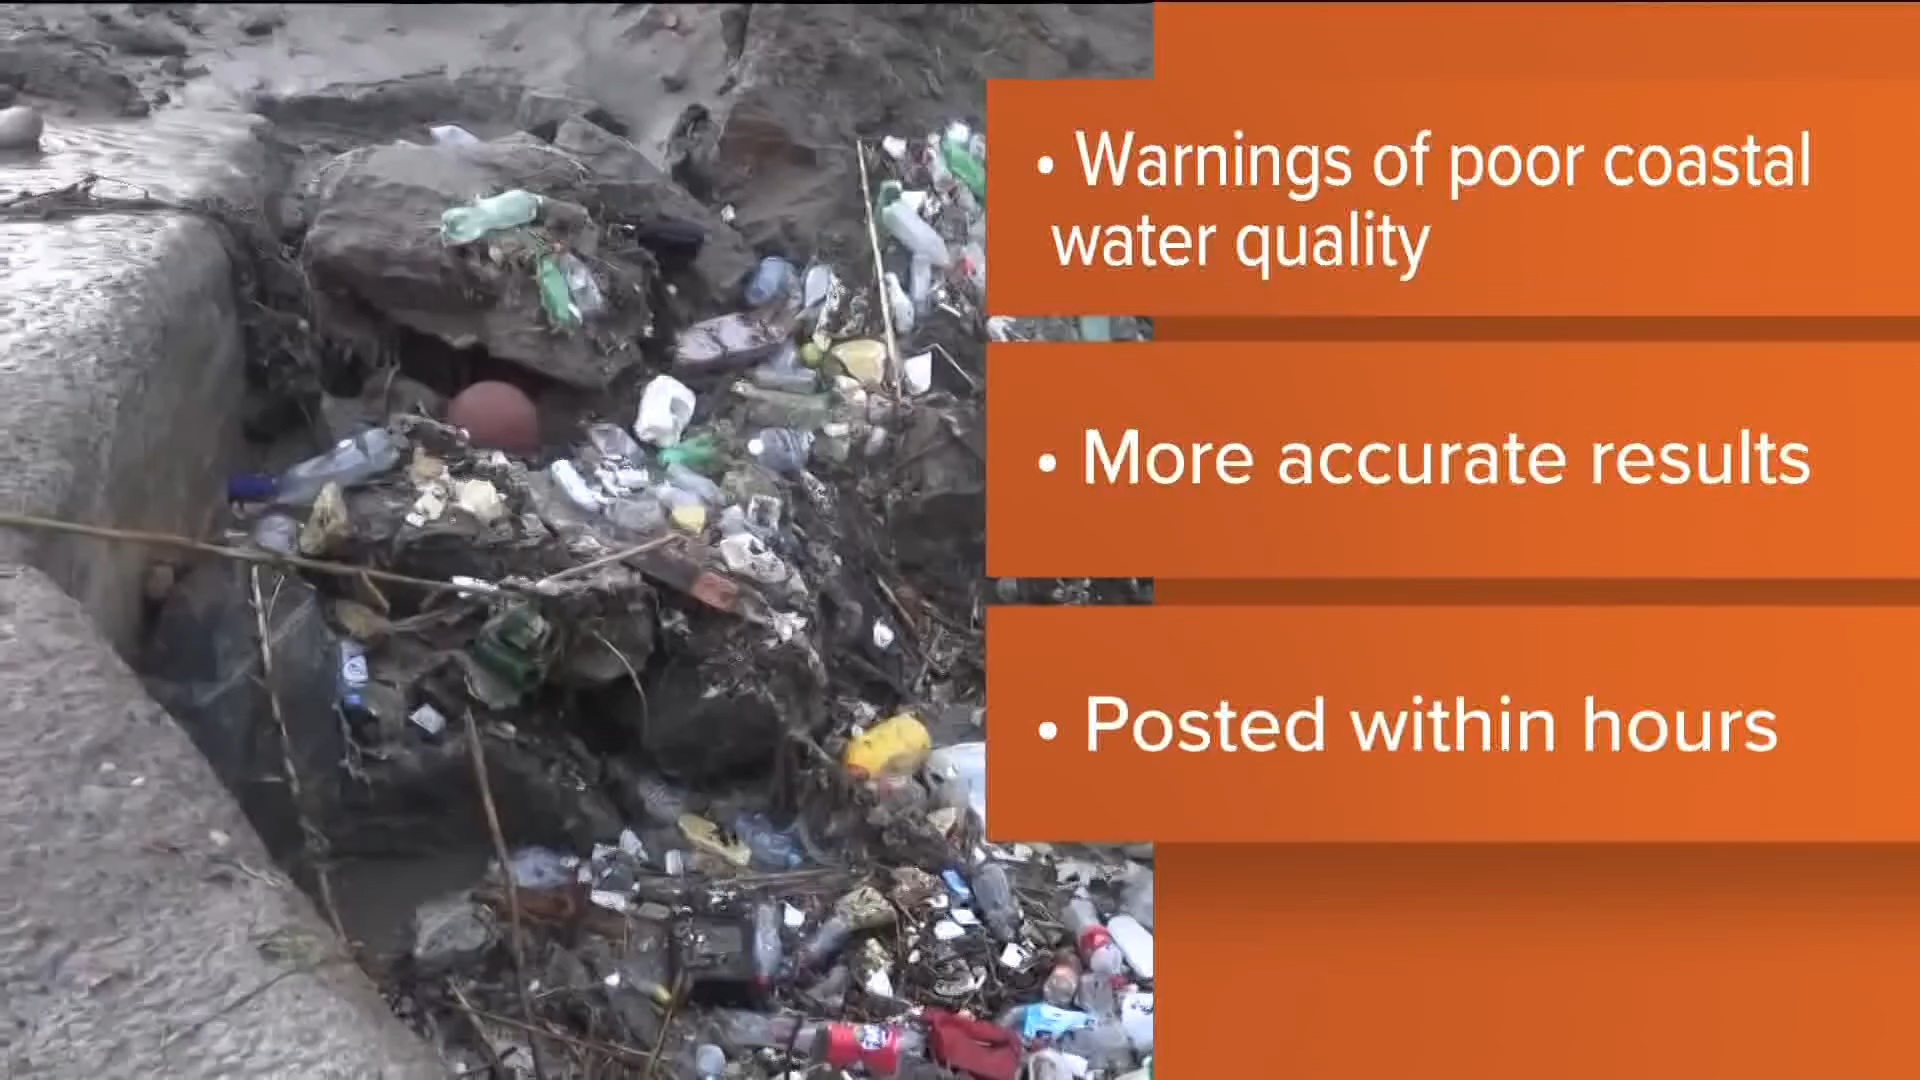 • Warnings of poor coastal
water quality
• More accurate results
• Posted within hours